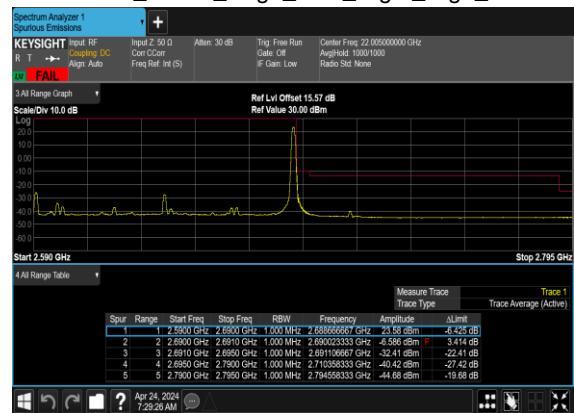 Spectrum Analyzer 1
Spurious Emissions
KEYSIGHT Input: RF Input Z: 50 Ω Atten: 30 dB Trig: Free Run Center Freq: 22.005000000 GHz
R T Coupling: DC Corr CCorr Gate: Off Avg|Hold: 1000/1000
Align: Auto Freq Ref: Int (S) IF Gain: Low Radio Std: None
LV FAIL
3 All Range Graph Ref Lvl Offset 15.57 dB
Scale/Div 10.0 dB Ref Value 30.00 dBm
Log
20.0
10.0
0.00
-10.0
-20.0
-30.0
-40.0
-50.0
-60.0
Start 2.590 GHz Stop 2.795 GHz
4 All Range Table
Measure Trace Trace 1
Trace Type Trace Average (Active)
Spur Range Start Freq Stop Freq RBW Frequency Amplitude ΔLimit
1 1 2.5900 GHz 2.6900 GHz 1.000 MHz 2.688666667 GHz 23.58 dBm -6.425 dB
2 2 2.6900 GHz 2.6910 GHz 1.000 MHz 2.690023333 GHz -6.586 dBm F 3.414 dB
3 3 2.6910 GHz 2.6950 GHz 1.000 MHz 2.691106667 GHz -32.41 dBm -22.41 dB
4 4 2.6950 GHz 2.7900 GHz 1.000 MHz 2.710358333 GHz -40.42 dBm -27.42 dB
5 5 2.7900 GHz 2.7950 GHz 1.000 MHz 2.794558333 GHz -44.68 dBm -19.68 dB
? Apr 24, 2024
7:29:26 AM